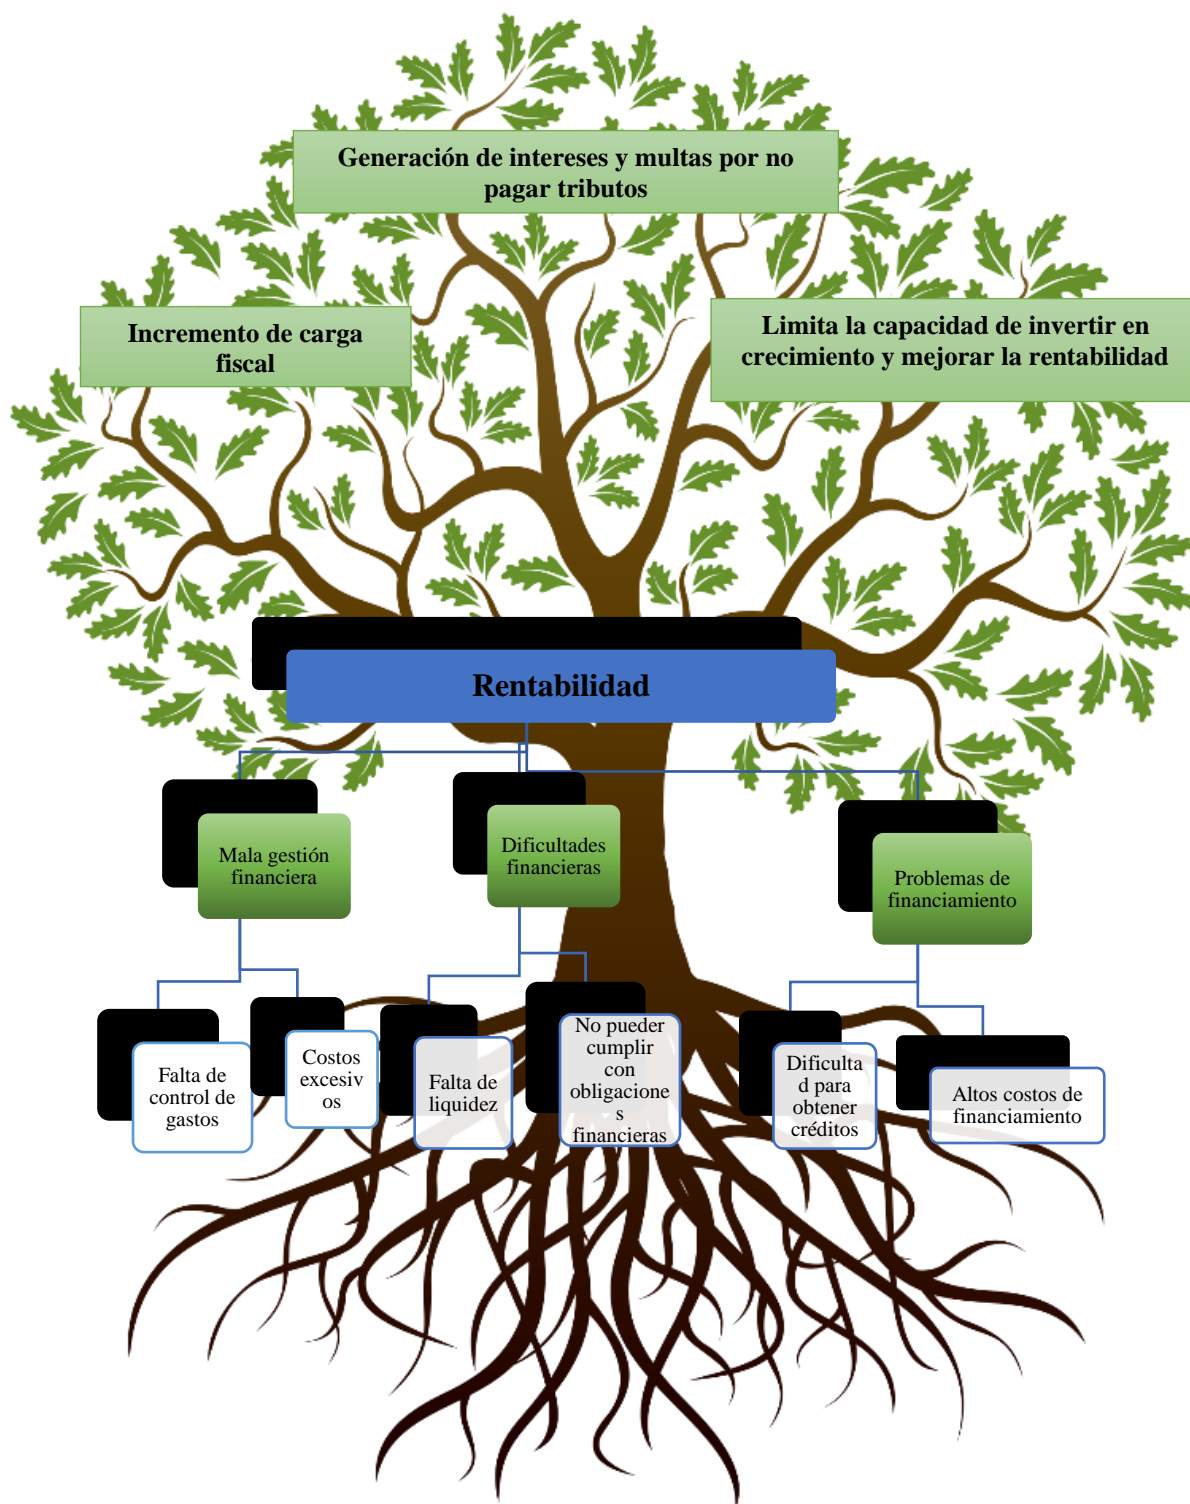 Generación de intereses y multas por no
pagar tributos
Incremento de carga
fiscal
Limita la capacidad de invertir en
crecimiento y mejorar la rentabilidad
Rentabilidad
Mala gestión
financiera
Dificultades
financieras
Problemas de
financiamiento
Falta de
control de
gastos
Costos
excesiv
os
Falta de
liquidez
No pueder
cumplir
con
obligacione
s
financieras
Dificulta
d para
obtener
créditos
Altos costos de
financiamiento